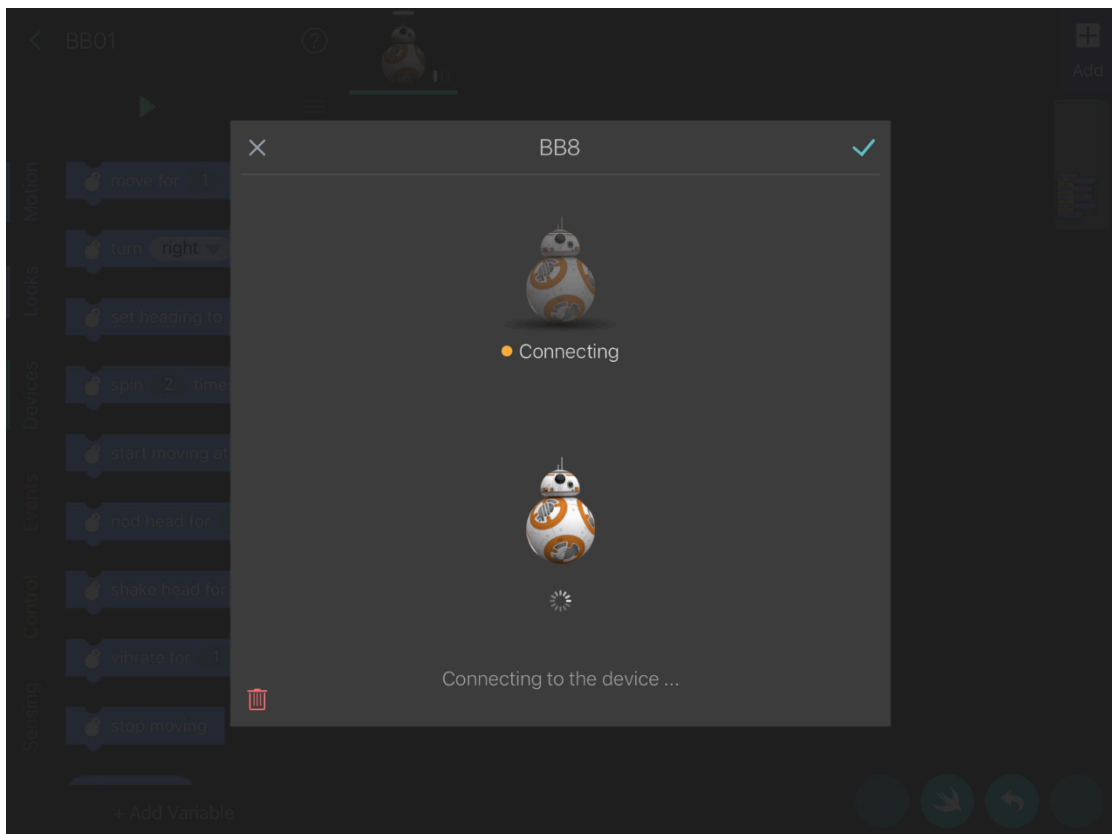 BB01
?
Add
BB8
Connecting
Connecting to the device ...
Motion
Looks
Devices
Events
Control
Sensing
move for 1
turn right
set heading to
spin 2 times
start moving at
nod head for
shake head for
vibrate for 1
stop moving
+ Add Variable